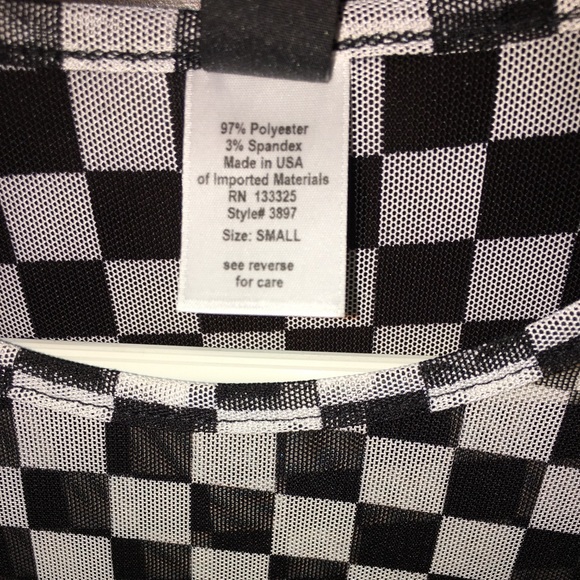 97% Polyester
3% Spandex
Made in USA
of Imported Materials
RN 133325
Style# 3897
Size: SMALL
see reverse
for care